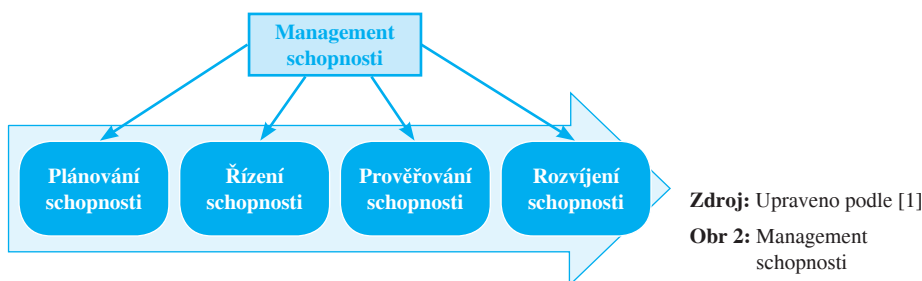 Management
schopnosti
Plánování
schopnosti
Řízení
schopnosti
Prověřování
schopnosti
Rozvíjení
schopnosti
Zdroj: Upraveno podle [1]
Obr 2: Management
schopnosti